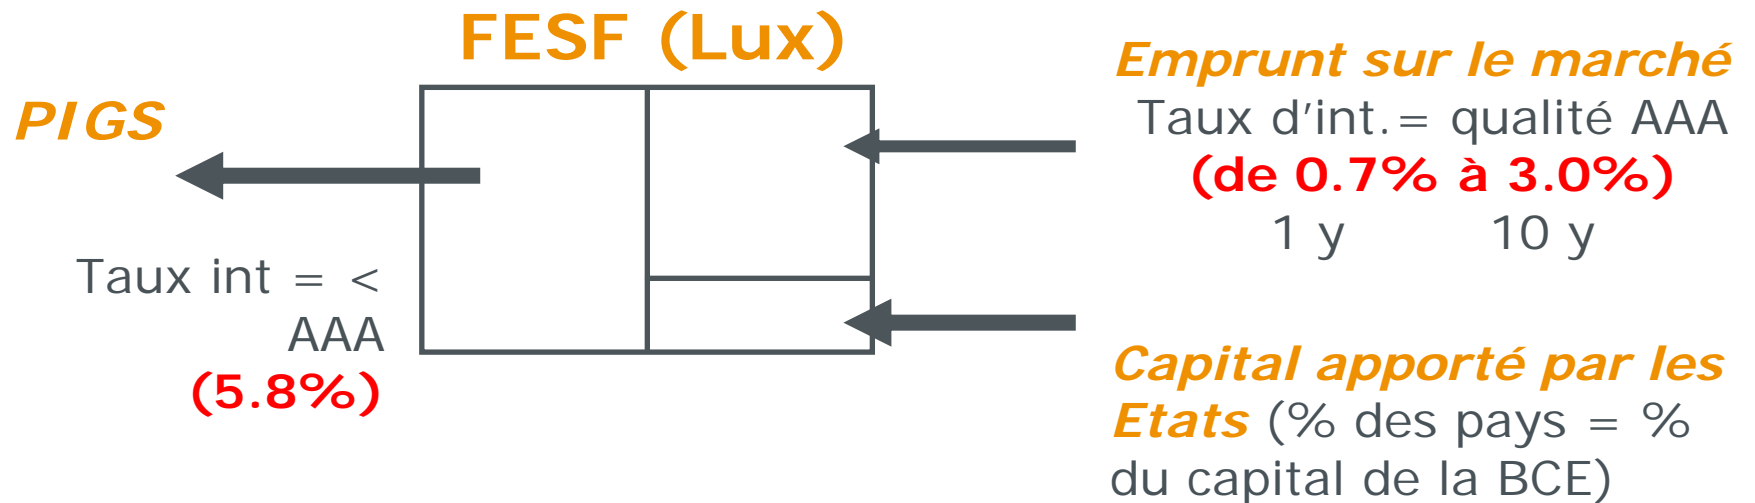 FESF (Lux)
PIGS
Taux int = <
AAA
(5.8%)
Emprunt sur le marché
Taux d'int.= qualité AAA
(de 0.7% à 3.0%)
1 y 10 y
Capital apporté par les
Etats (% des pays = %
du capital de la BCE)